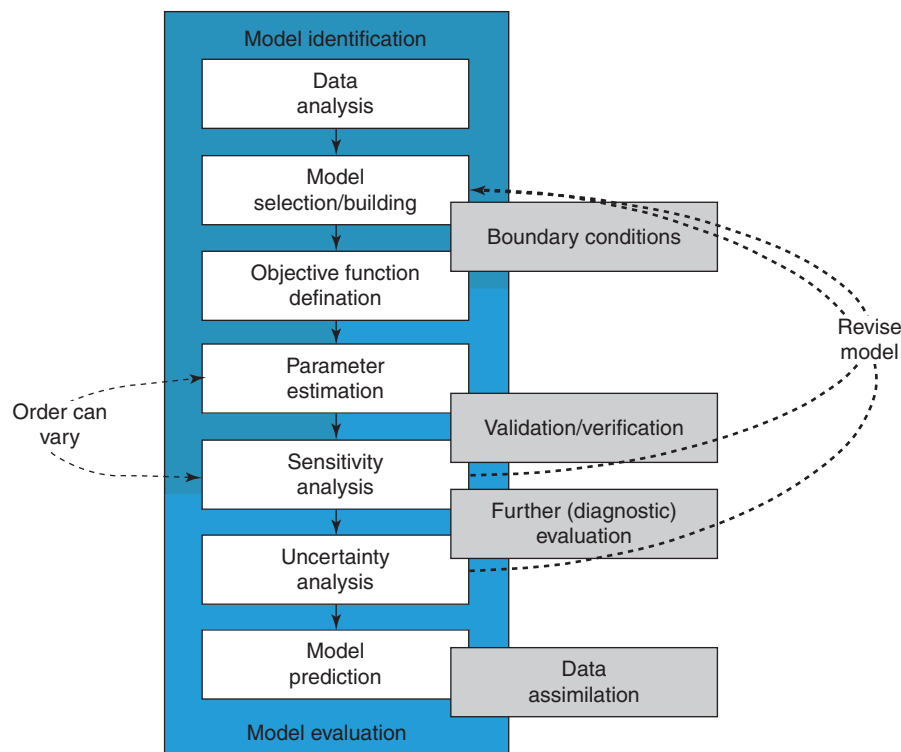 Model identification
Data
analysis
Model
selection/building
Boundary conditions
Objective function
defination
Revise
model
Parameter
estimation
Order can
vary
Validation/verification
Sensitivity
analysis
Further (diagnostic)
evaluation
Uncertainty
analysis
Model
prediction
Data
assimilation
Model evaluation